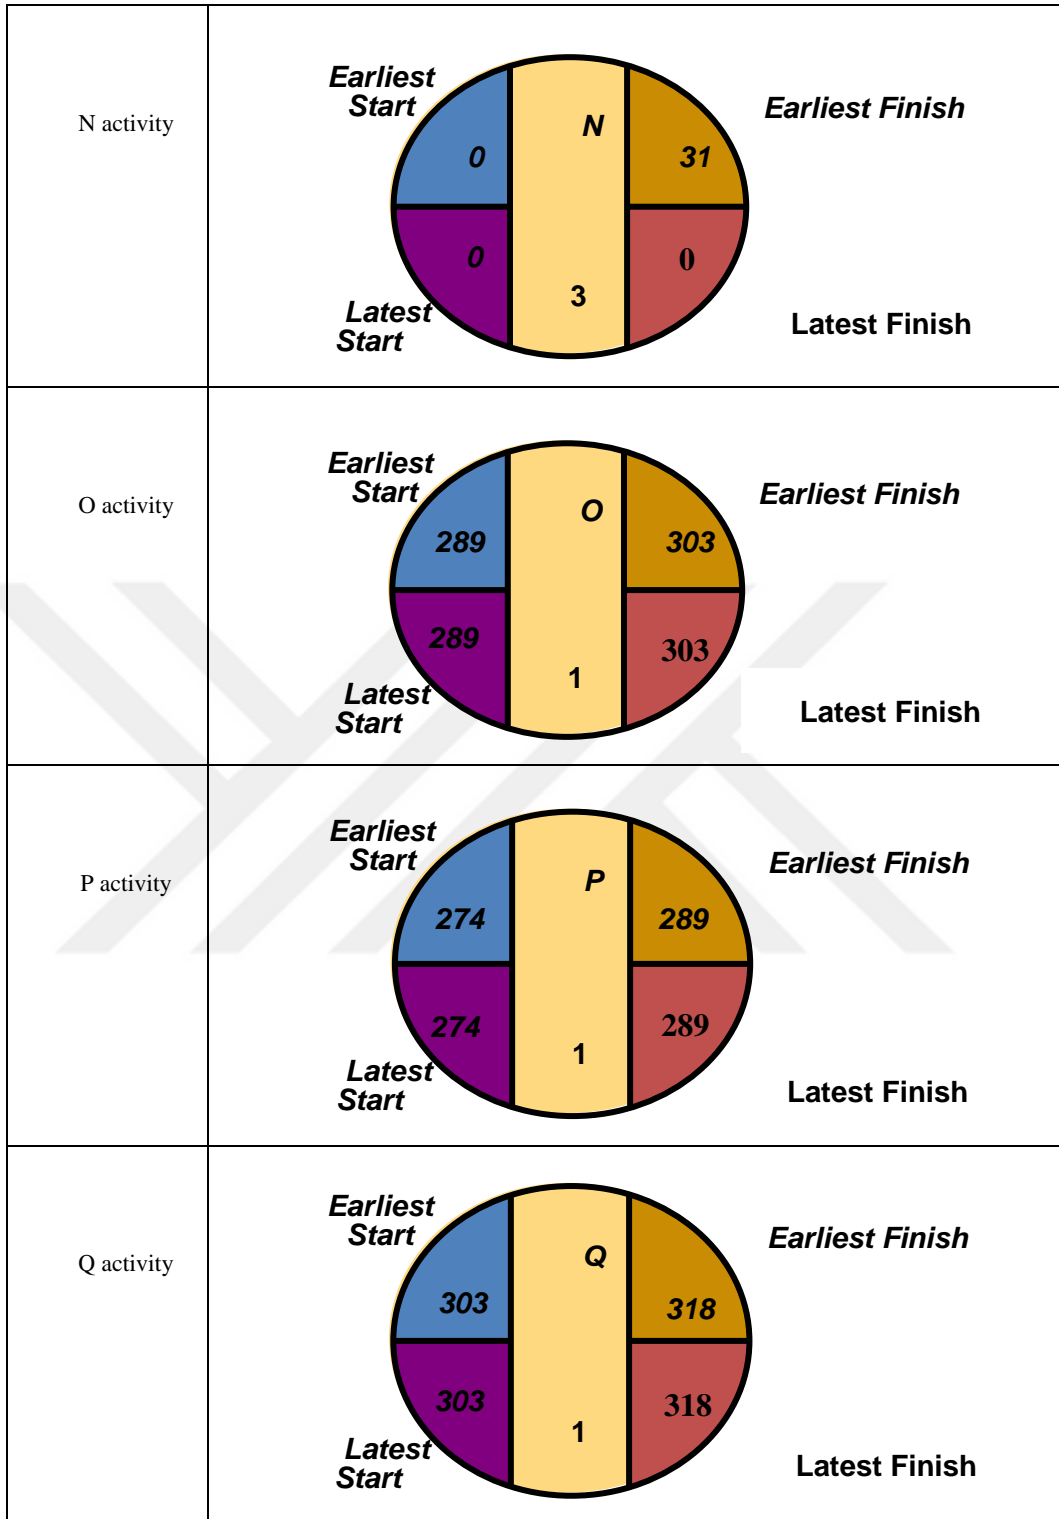 N activity
Earliest
Start
N
Earliest Finish
0
31
0
0
3
Latest
Start
Latest Finish
O activity
Earliest
Start
O
Earliest Finish
289
303
289
303
1
Latest
Start
Latest Finish
P activity
Earliest
Start
P
Earliest Finish
274
289
274
289
1
Latest
Start
Latest Finish
Q activity
Earliest
Start
Q
Earliest Finish
303
318
303
318
1
Latest
Start
Latest Finish